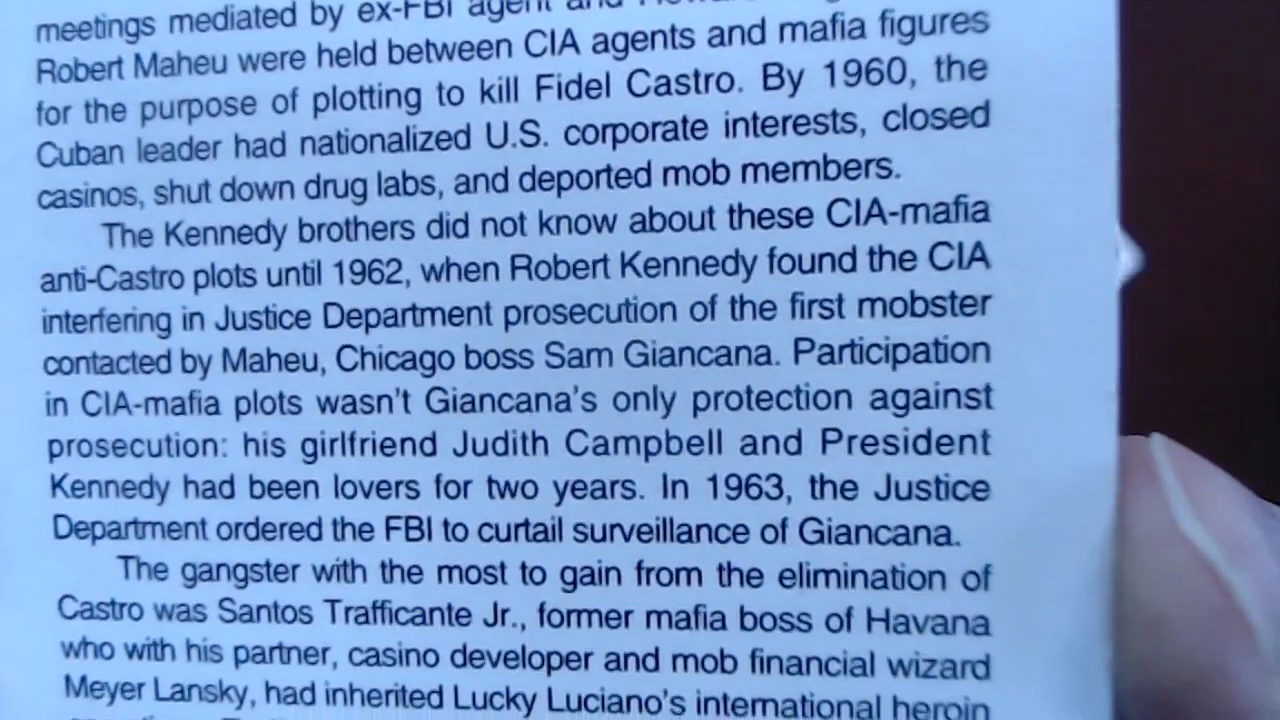 meetings mediated by ex-FBI agent and
Robert Maheu were held between CIA agents and mafia figures
for the purpose of plotting to kill Fidel Castro. By 1960, the
Cuban leader had nationalized U.S. corporate interests, closed
casinos, shut down drug labs, and deported mob members.
The Kennedy brothers did not know about these CIA-mafia
anti-Castro plots until 1962, when Robert Kennedy found the CIA
interfering in Justice Department prosecution of the first mobster
contacted by Maheu, Chicago boss Sam Giancana. Participation
in CIA-mafia plots wasn't Giancana's only protection against
prosecution: his girlfriend Judith Campbell and President
Kennedy had been lovers for two years. In 1963, the Justice
Department ordered the FBI to curtail surveillance of Giancana.
The gangster with the most to gain from the elimination of
Castro was Santos Trafficante Jr., former mafia boss of Havana
who with his partner, casino developer and mob financial wizard
Meyer Lansky, had inherited Lucky Luciano's international heroin